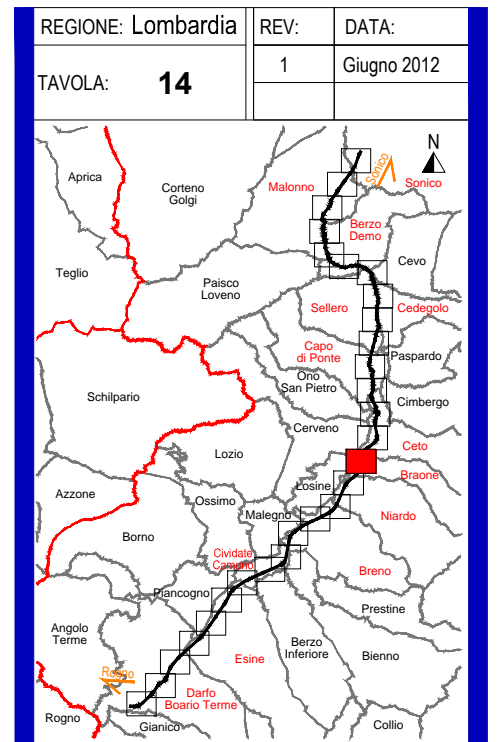 REGIONE: Lombardia
REV:
DATA:
TAVOLA: 14
1
Giugno 2012
N
Sonico
Aprica
Corteno
Golgi
Malonno
Sonico
Berzo
Demo
Cevo
Teglio
Paisco
Loveno
Sellero
Cedegolo
Capo
di Ponte
Paspardo
Ono
San Pietro
Cimbergo
Schilpario
Cerveno
Ceto
Lozio
Braone
Losine
Azzone
Ossimo
Malegno
Niardo
Borno
Cividate
Camuno
Breno
Piancogno
Prestine
Angolo
Terme
Berzo
Inferiore
Bienno
Esine
Rogno
Darfo
Boario Terme
Rogno
Gianico
Collio